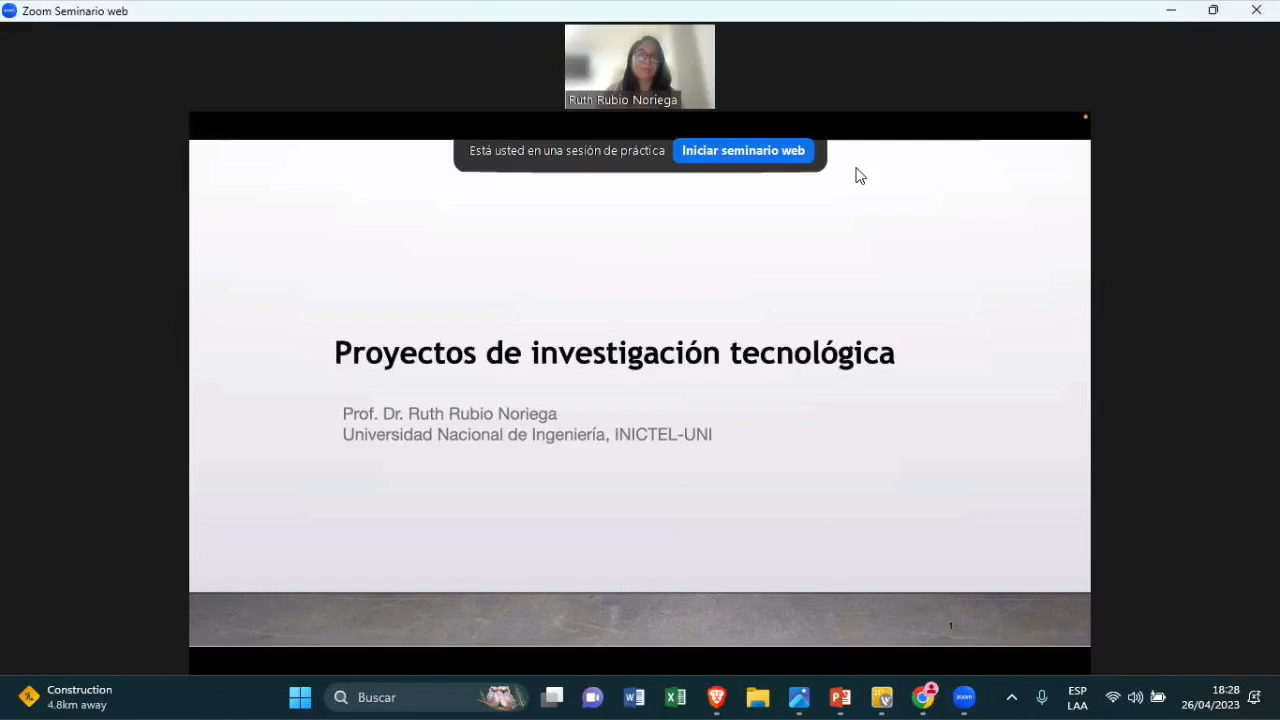 Zoom Seminario web
Ruth Rubio Noriega
Está usted en una sesión de práctica
Iniciar seminario web
Proyectos de investigación tecnológica
Prof. Dr. Ruth Rubio Noriega
Universidad Nacional de Ingeniería, INICTEL-UNI
1
Construction
4.8km away
Buscar
ESP
LAA
18:28
26/04/2023